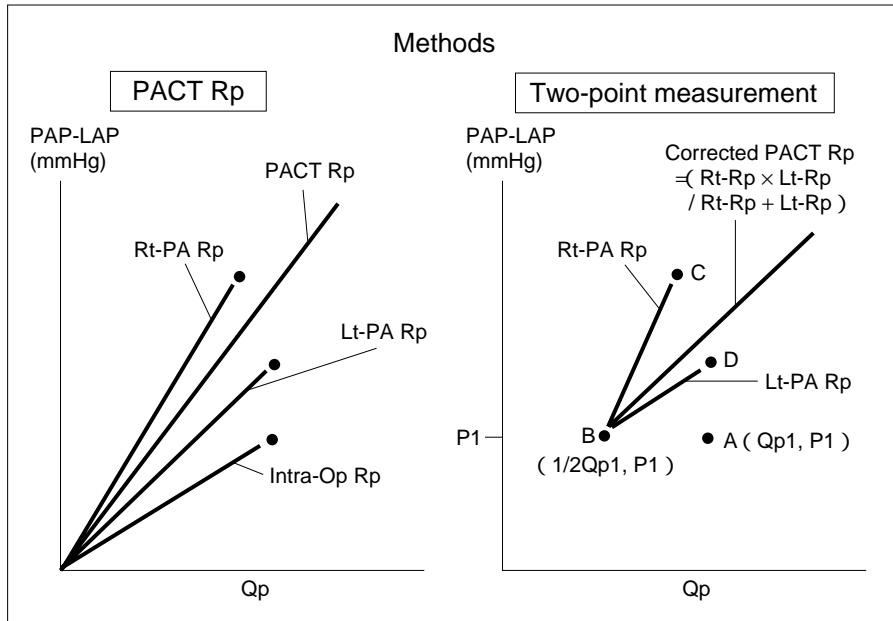 Methods
PACT Rp
PAP-LAP
(mmHg)
PACT Rp
Rt-PA Rp
Lt-PA Rp
Intra-Op Rp
Qp
Two-point measurement
PAP-LAP
(mmHg)
Corrected PACT Rp
=( Rt-Rp × Lt-Rp
/ Rt-Rp + Lt-Rp )
Rt-PA Rp
C
D
Lt-PA Rp
P1
B
A ( Qp1, P1 )
( 1/2Qp1, P1 )
Qp